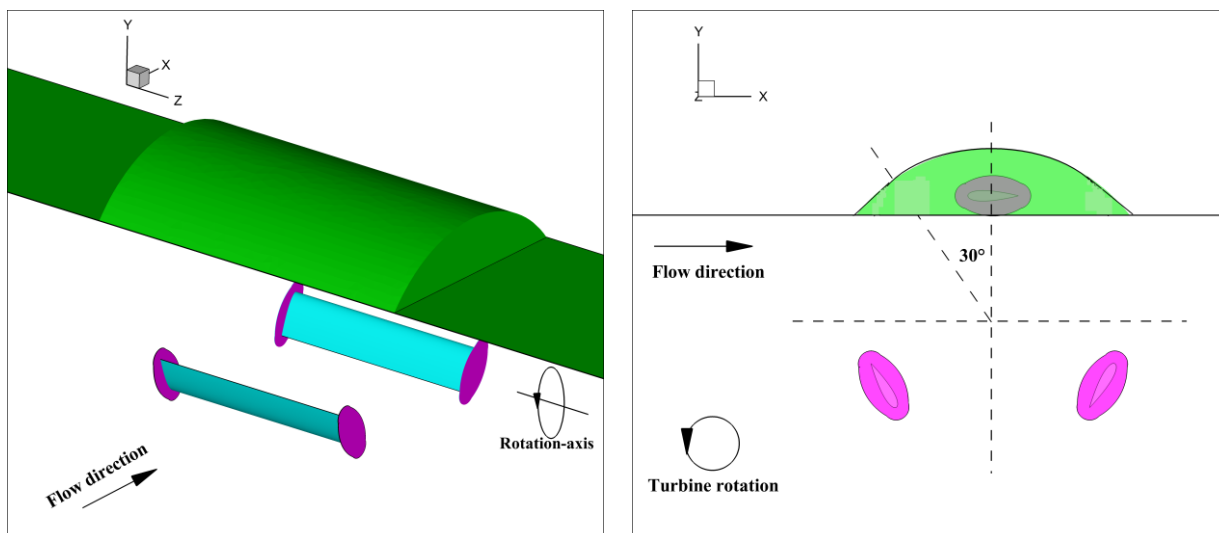 Y
X
Z
Rotation-axis
Flow direction
Y
Z
X
30°
Flow direction
Turbine rotation